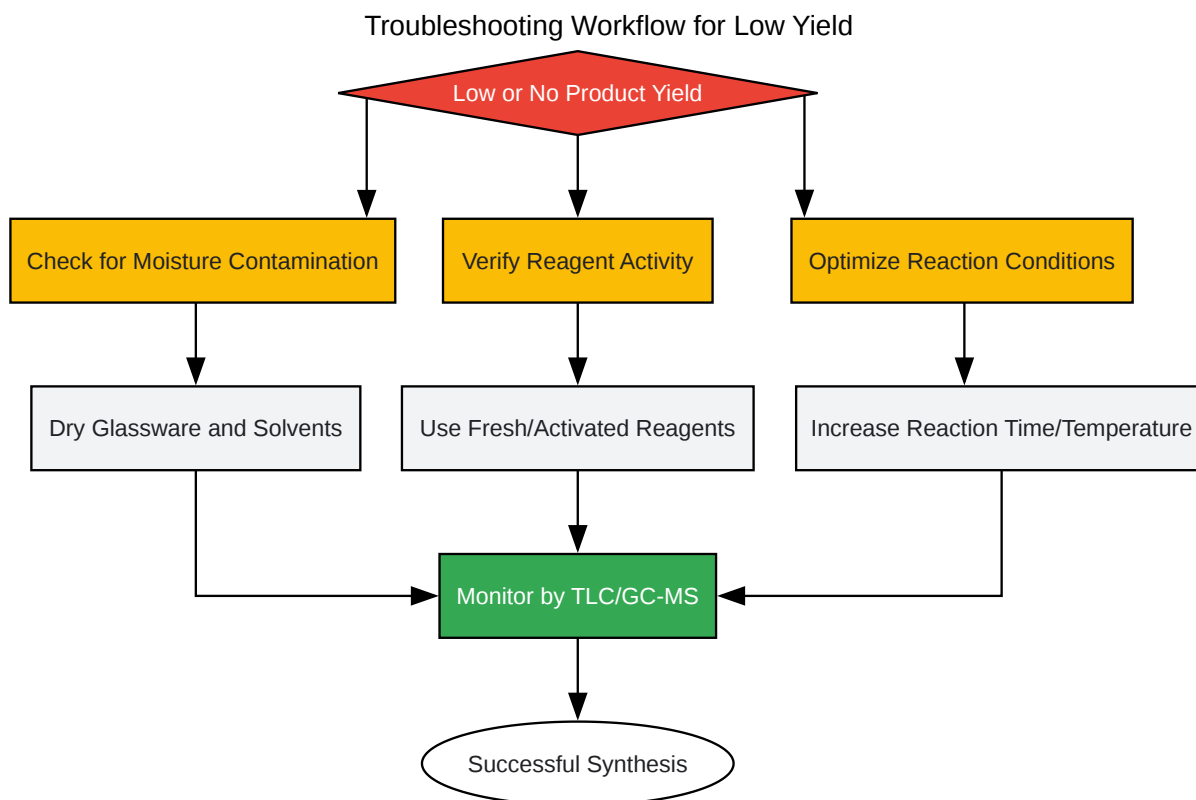 Troubleshooting Workflow for Low Yield
Low or No Product Yield
Check for Moisture Contamination
Verify Reagent Activity
Optimize Reaction Conditions
Dry Glassware and Solvents
Use Fresh/Activated Reagents
Increase Reaction Time/Temperature
Monitor by TLC/GC-MS
Successful Synthesis